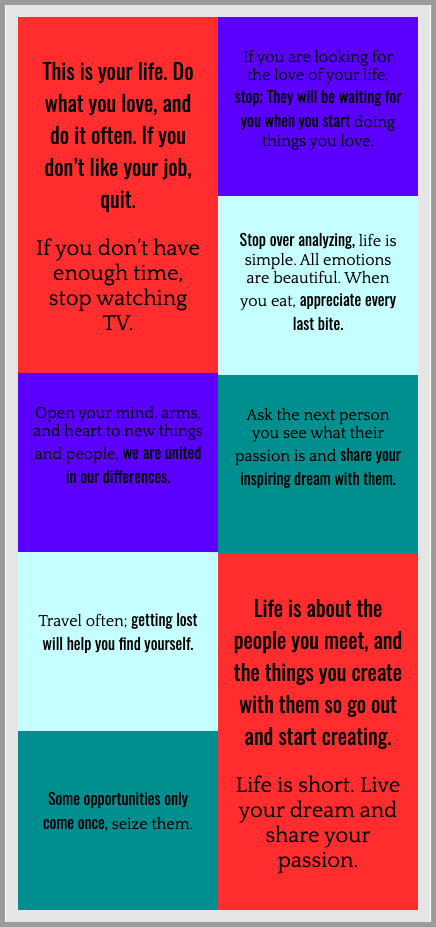 This is your life. Do
what you love, and
do it often. If you
don’t like your job,
quit.
If you don’t have
enough time,
stop watching
TV.
If you are looking for
the love of your life,
stop; They will be waiting for
you when you start doing
things you love.
Stop over analyzing, life is
simple. All emotions
are beautiful. When
you eat, appreciate every
last bite.
Open your mind, arms,
and heart to new things
and people, we are united
in our differences.
Ask the next person
you see what their
passion is and share your
inspiring dream with them.
Travel often; getting lost
will help you find yourself.
Some opportunities only
come once, seize them.
Life is about the
people you meet, and
the things you create
with them so go out
and start creating.
Life is short. Live
your dream and
share your
passion.